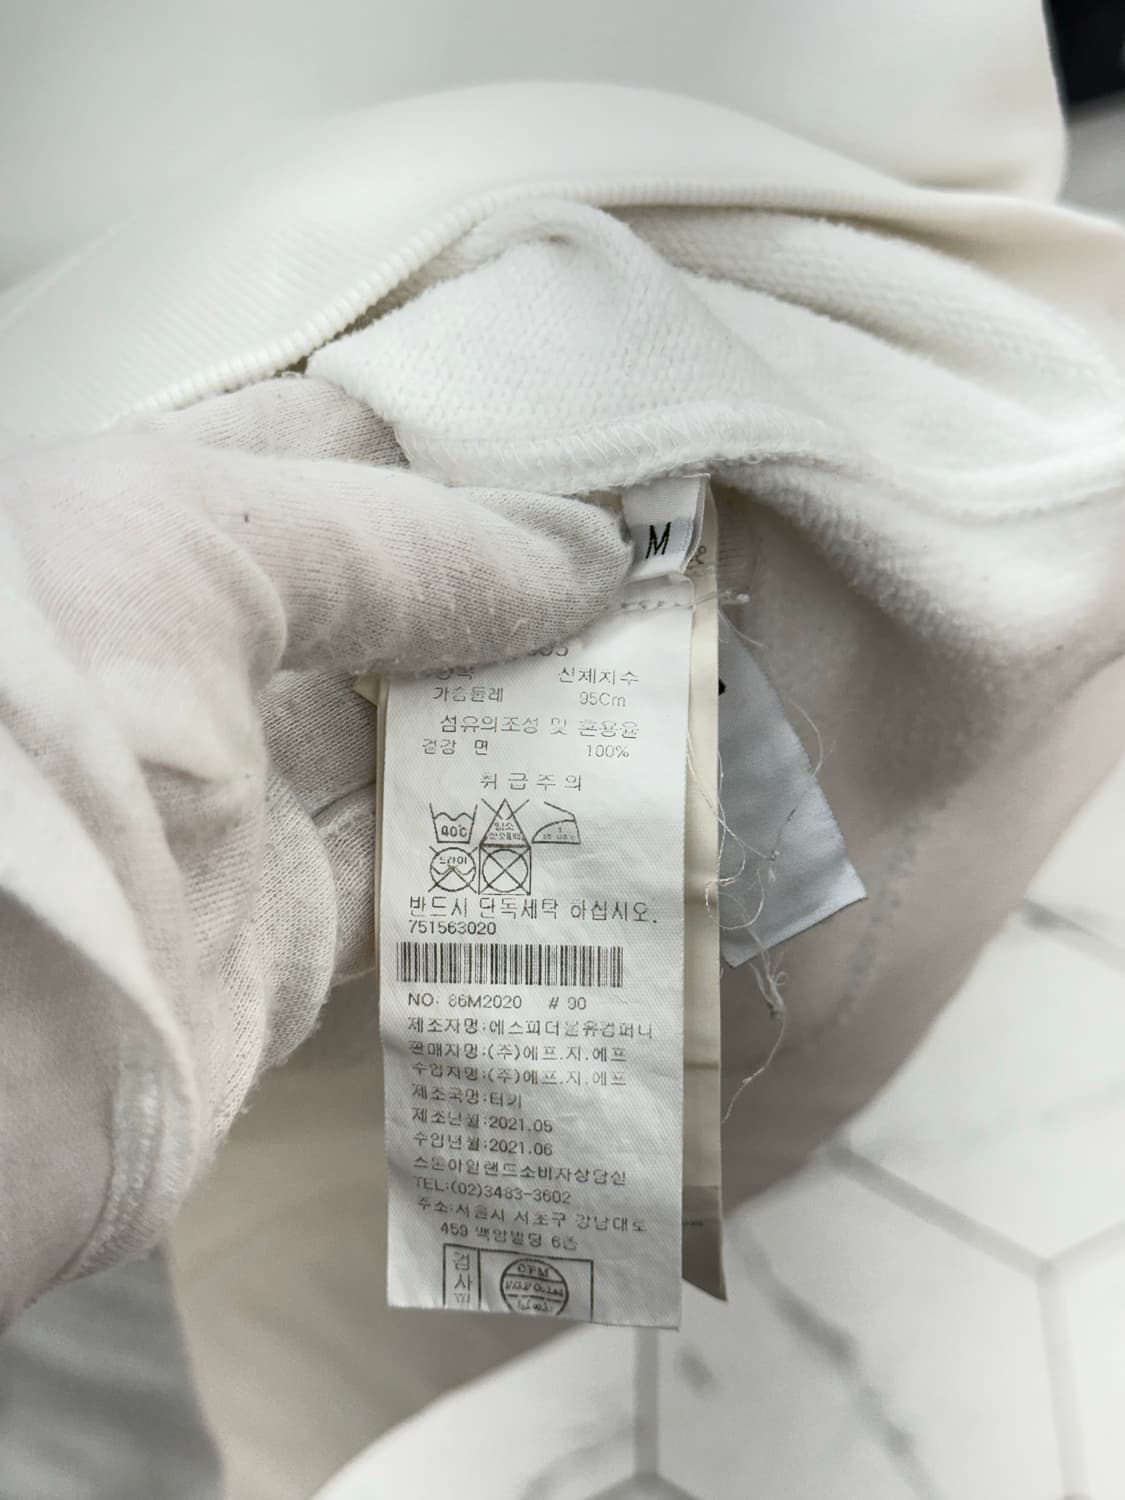 M
신체치수
가슴둘레 95Cm
섬유의조성 및 혼용율
겉감 면 100%
취급주의
40℃
드라이
반드시 단독세탁 하십시오.
751563020
NO: 86M2020 # 90
제조자명:에스피더블유컴퍼니
판매자명:(주)에프.지.에프
수입자명:(주)에프.지.에프
제조국명:터키
제조년월:2021.05
수입년월:2021.06
스톤아일랜드소비자상담실
TEL:(02)3483-3602
주소:서울시 서초구 강남대로
459 백암빌딩 6층
검사